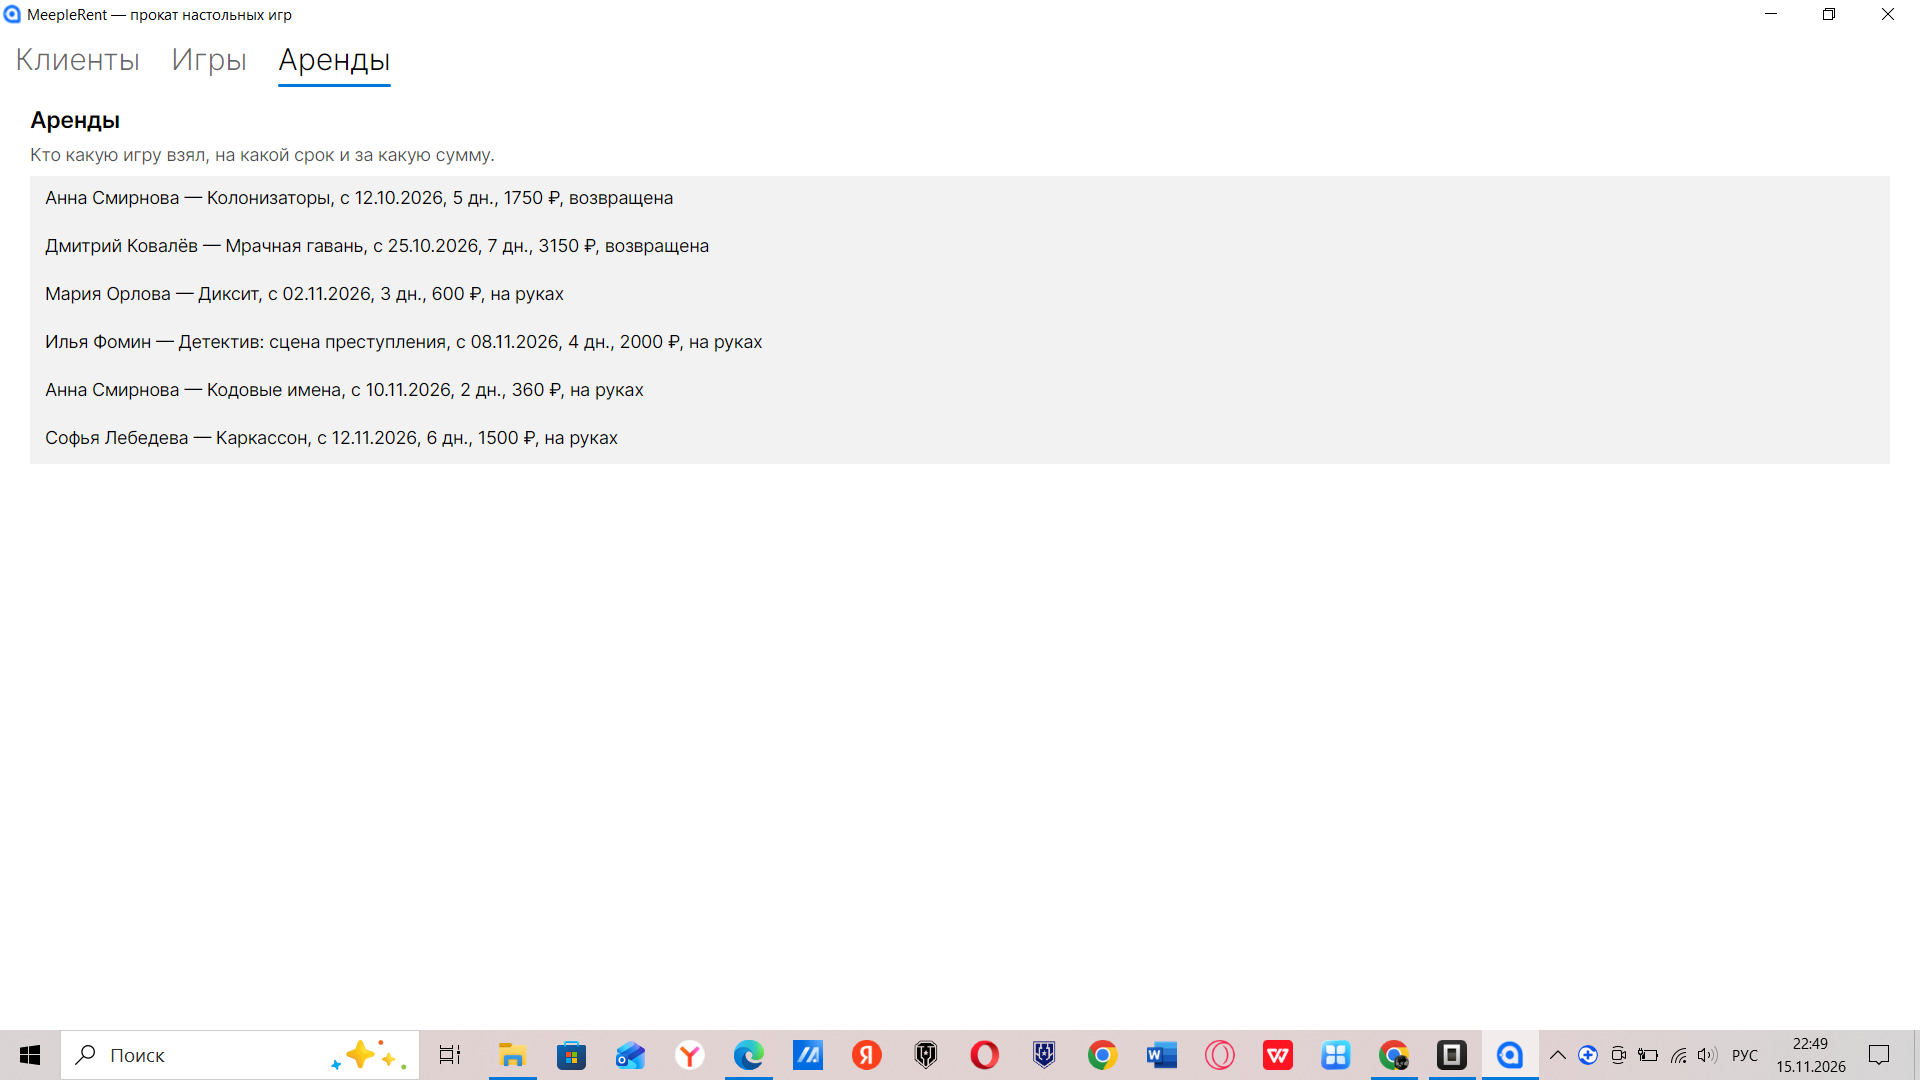 MeepleRent — прокат настольных игр
Клиенты Игры Аренды
Аренды
Кто какую игру взял, на какой срок и за какую сумму.
Анна Смирнова — Колонизаторы, с 12.10.2026, 5 дн., 1750 ₽, возвращена
Дмитрий Ковалёв — Мрачная гавань, с 25.10.2026, 7 дн., 3150 ₽, возвращена
Мария Орлова — Диксит, с 02.11.2026, 3 дн., 600 ₽, на руках
Илья Фомин — Детектив: сцена преступления, с 08.11.2026, 4 дн., 2000 ₽, на руках
Анна Смирнова — Кодовые имена, с 10.11.2026, 2 дн., 360 ₽, на руках
Софья Лебедева — Каркассон, с 12.11.2026, 6 дн., 1500 ₽, на руках
Поиск
РУС
22:49
15.11.2026